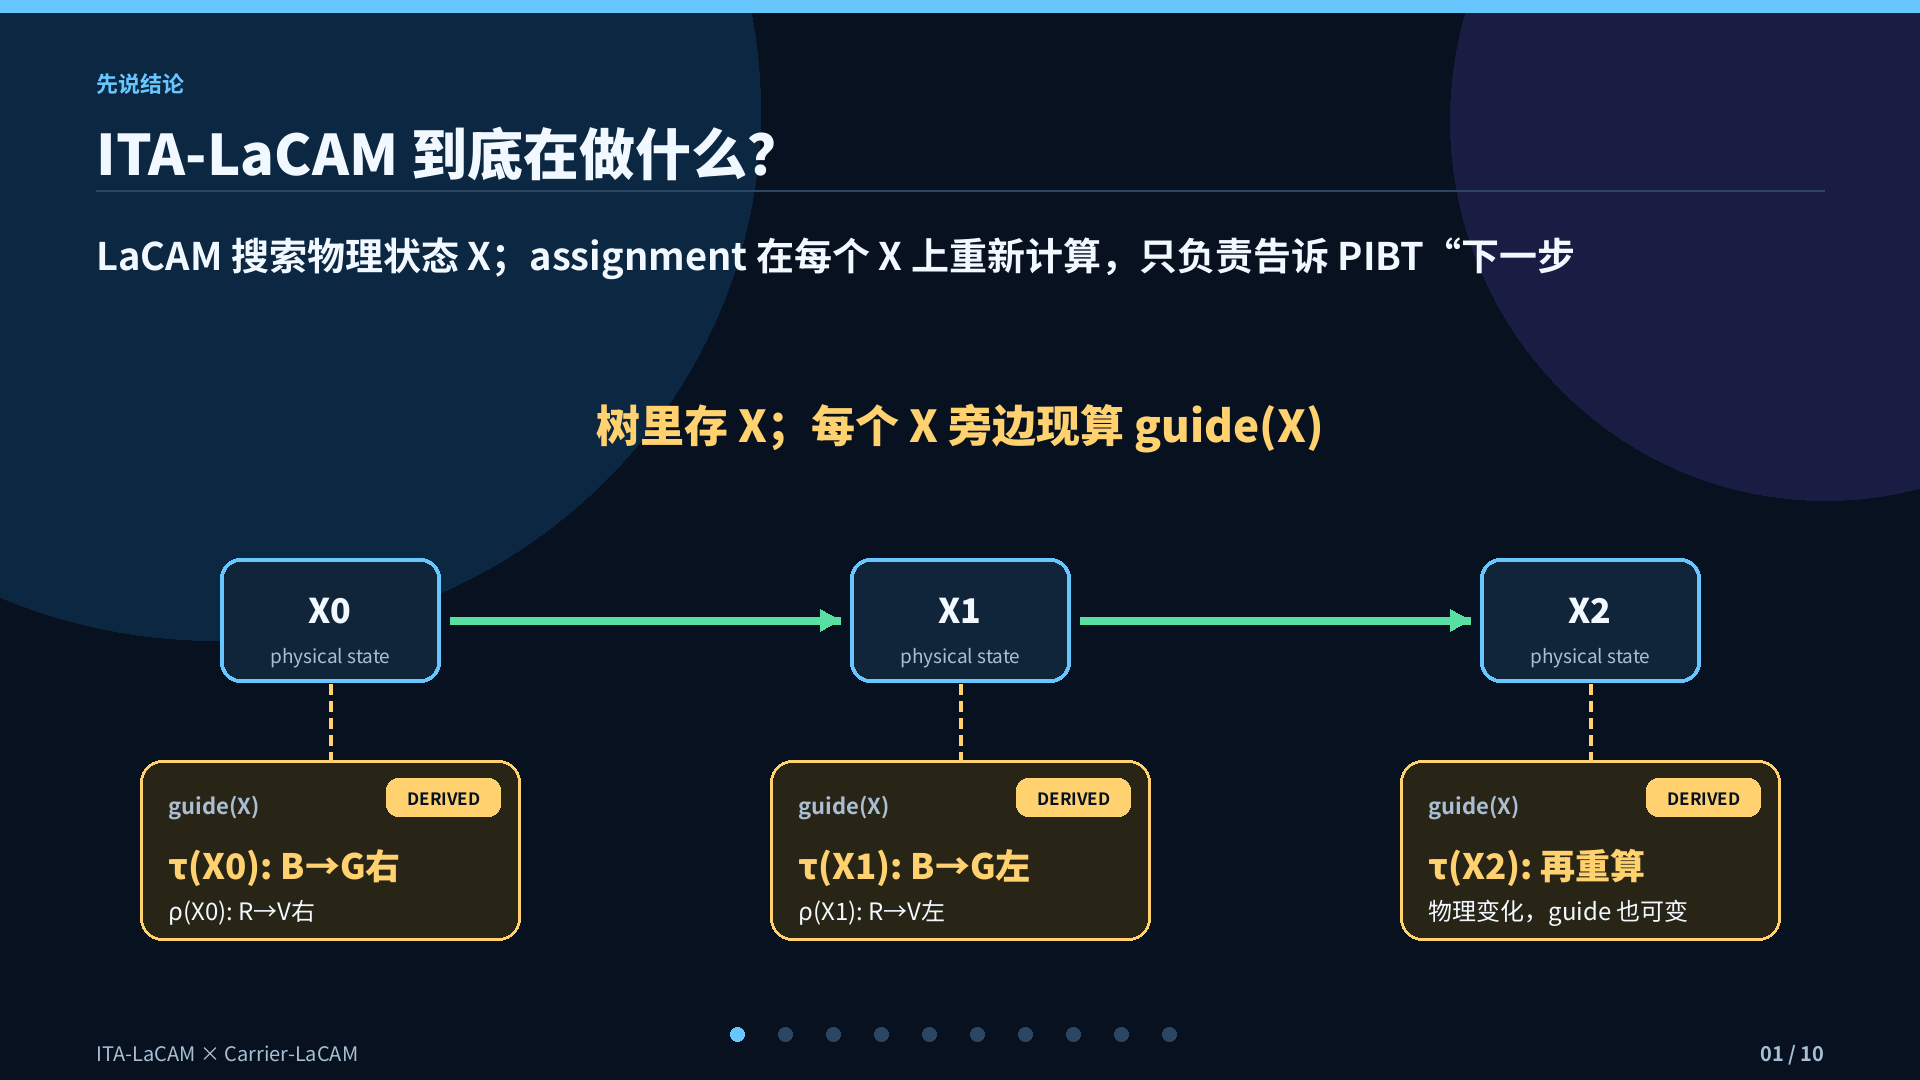 先说结论
ITA-LaCAM 到底在做什么？
LaCAM 搜索物理状态 X；assignment 在每个 X 上重新计算，只负责告诉 PIBT“下一步
树里存 X；每个 X 旁边现算 guide(X)
X0
physical state
X1
physical state
X2
physical state
guide(X)
DERIVED
τ(X0): B→G右
ρ(X0): R→V右
guide(X)
DERIVED
τ(X1): B→G左
ρ(X1): R→V左
guide(X)
DERIVED
τ(X2): 再重算
物理变化，guide 也可变
ITA-LaCAM × Carrier-LaCAM
01 / 10